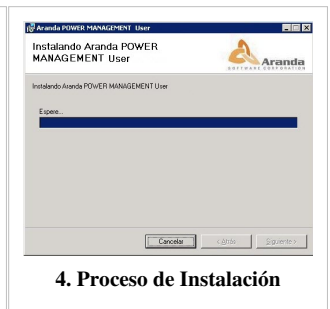 Aranda POWER MANAGEMENT User
Instalando Aranda POWER
MANAGEMENT User
Aranda
SOFTWARE CORPORATION
Instalando Aranda POWER MANAGEMENT User
Espere...
Cancelar
< Atrás
Siguiente >
4. Proceso de Instalación